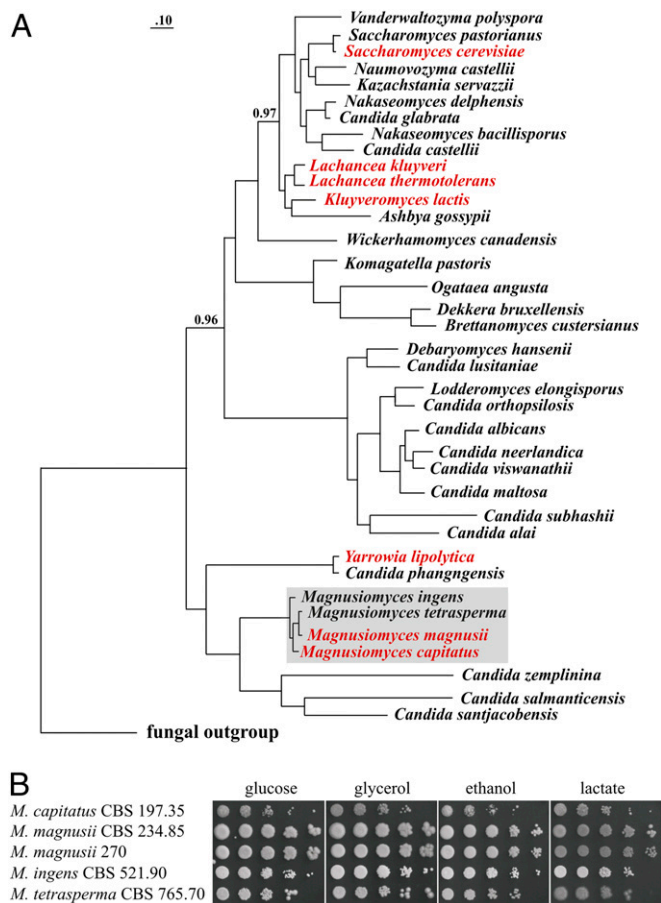 A
.10
Vanderwaltozyma polyspora
Saccharomyces pastorianus
Saccharomyces cerevisiae
Naumovozyma castellii
Kazachstania servazzii
Nakaseomyces delphensis
Candida glabrata
Nakaseomyces bacillisporus
Candida castellii
0.97
Lachancea kluyveri
Lachancea thermotolerans
Kluyveromyces lactis
Ashbya gossypii
Wickerhamomyces canadensis
Komagatella pastoris
Ogataea angusta
Dekkera bruxellensis
Brettanomyces custersianus
0.96
Debaryomyces hansenii
Candida lusitaniae
Lodderomyces elongisporus
Candida orthopsilosis
Candida albicans
Candida neerlandica
Candida viswanathii
Candida maltosa
Candida subhashii
Candida alai
Yarrowia lipolytica
Candida phangngensis
Magnusiomyces ingens
Magnusiomyces tetrasperma
Magnusiomyces magnusii
Magnusiomyces capitatus
Candida zemplinina
Candida salmanticensis
Candida santjacobensis
fungal outgroup
B
glucose glycerol ethanol lactate
M. capitatus CBS 197.35
M. magnusii CBS 234.85
M. magnusii 270
M. ingens CBS 521.90
M. tetrasperma CBS 765.70